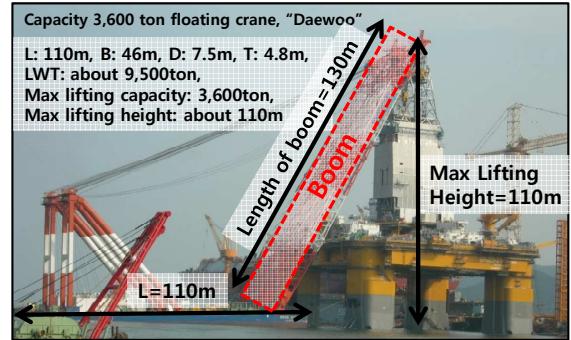 Capacity 3,600 ton floating crane, “Daewoo”
L: 110m, B: 46m, D: 7.5m, T: 4.8m,
LWT: about 9,500ton,
Max lifting capacity: 3,600ton,
Max lifting height: about 110m
Length of boom=130m
Boom
Max Lifting
Height=110m
L=110m